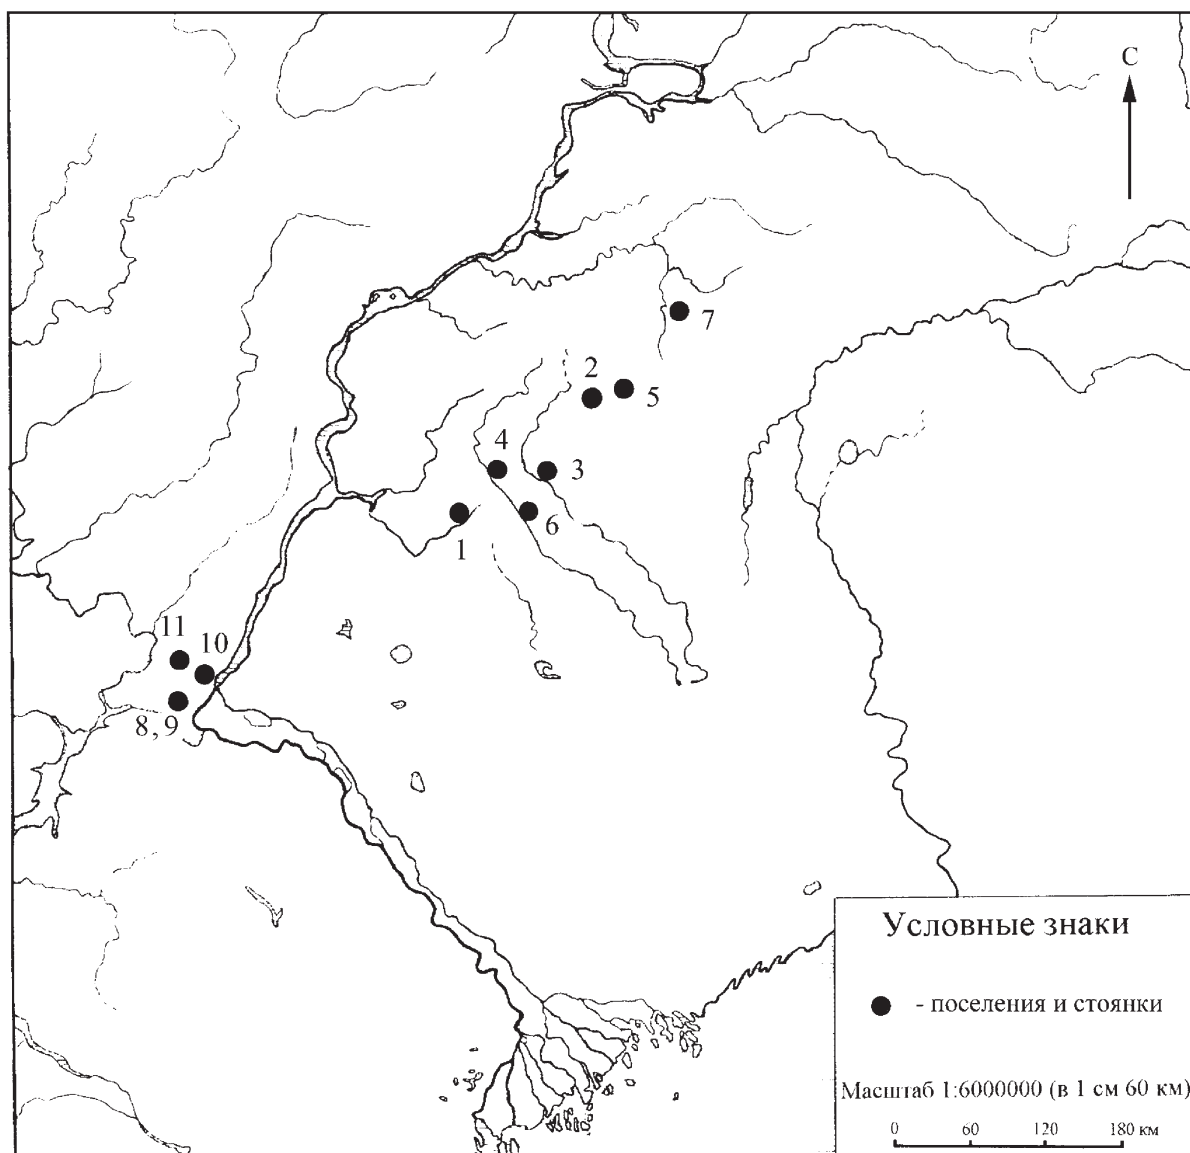 С
7
2
5
4
3
6
1
11
10
8, 9
Условные знаки
- поселения и стоянки
Масштаб 1:6000000 (в 1 см 60 км)
0 60 120 180 км